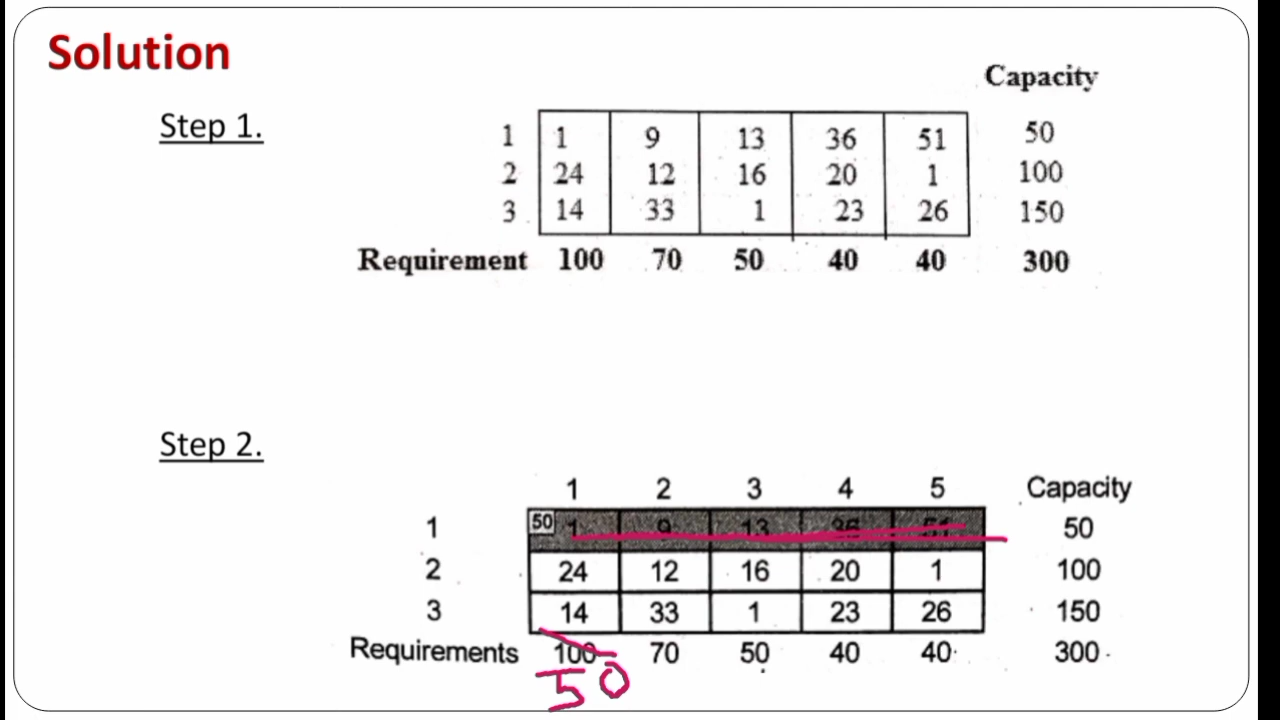 Solution
Capacity
Step 1.
1 1 9 13 36 51 50
2 24 12 16 20 1 100
3 14 33 1 23 26 150
Requirement 100 70 50 40 40 300
Step 2.
1 2 3 4 5 Capacity
1 50 1 9 13 36 51 50
2 24 12 16 20 1 100
3 14 33 1 23 26 150
Requirements 100 70 50 40 40 300
50